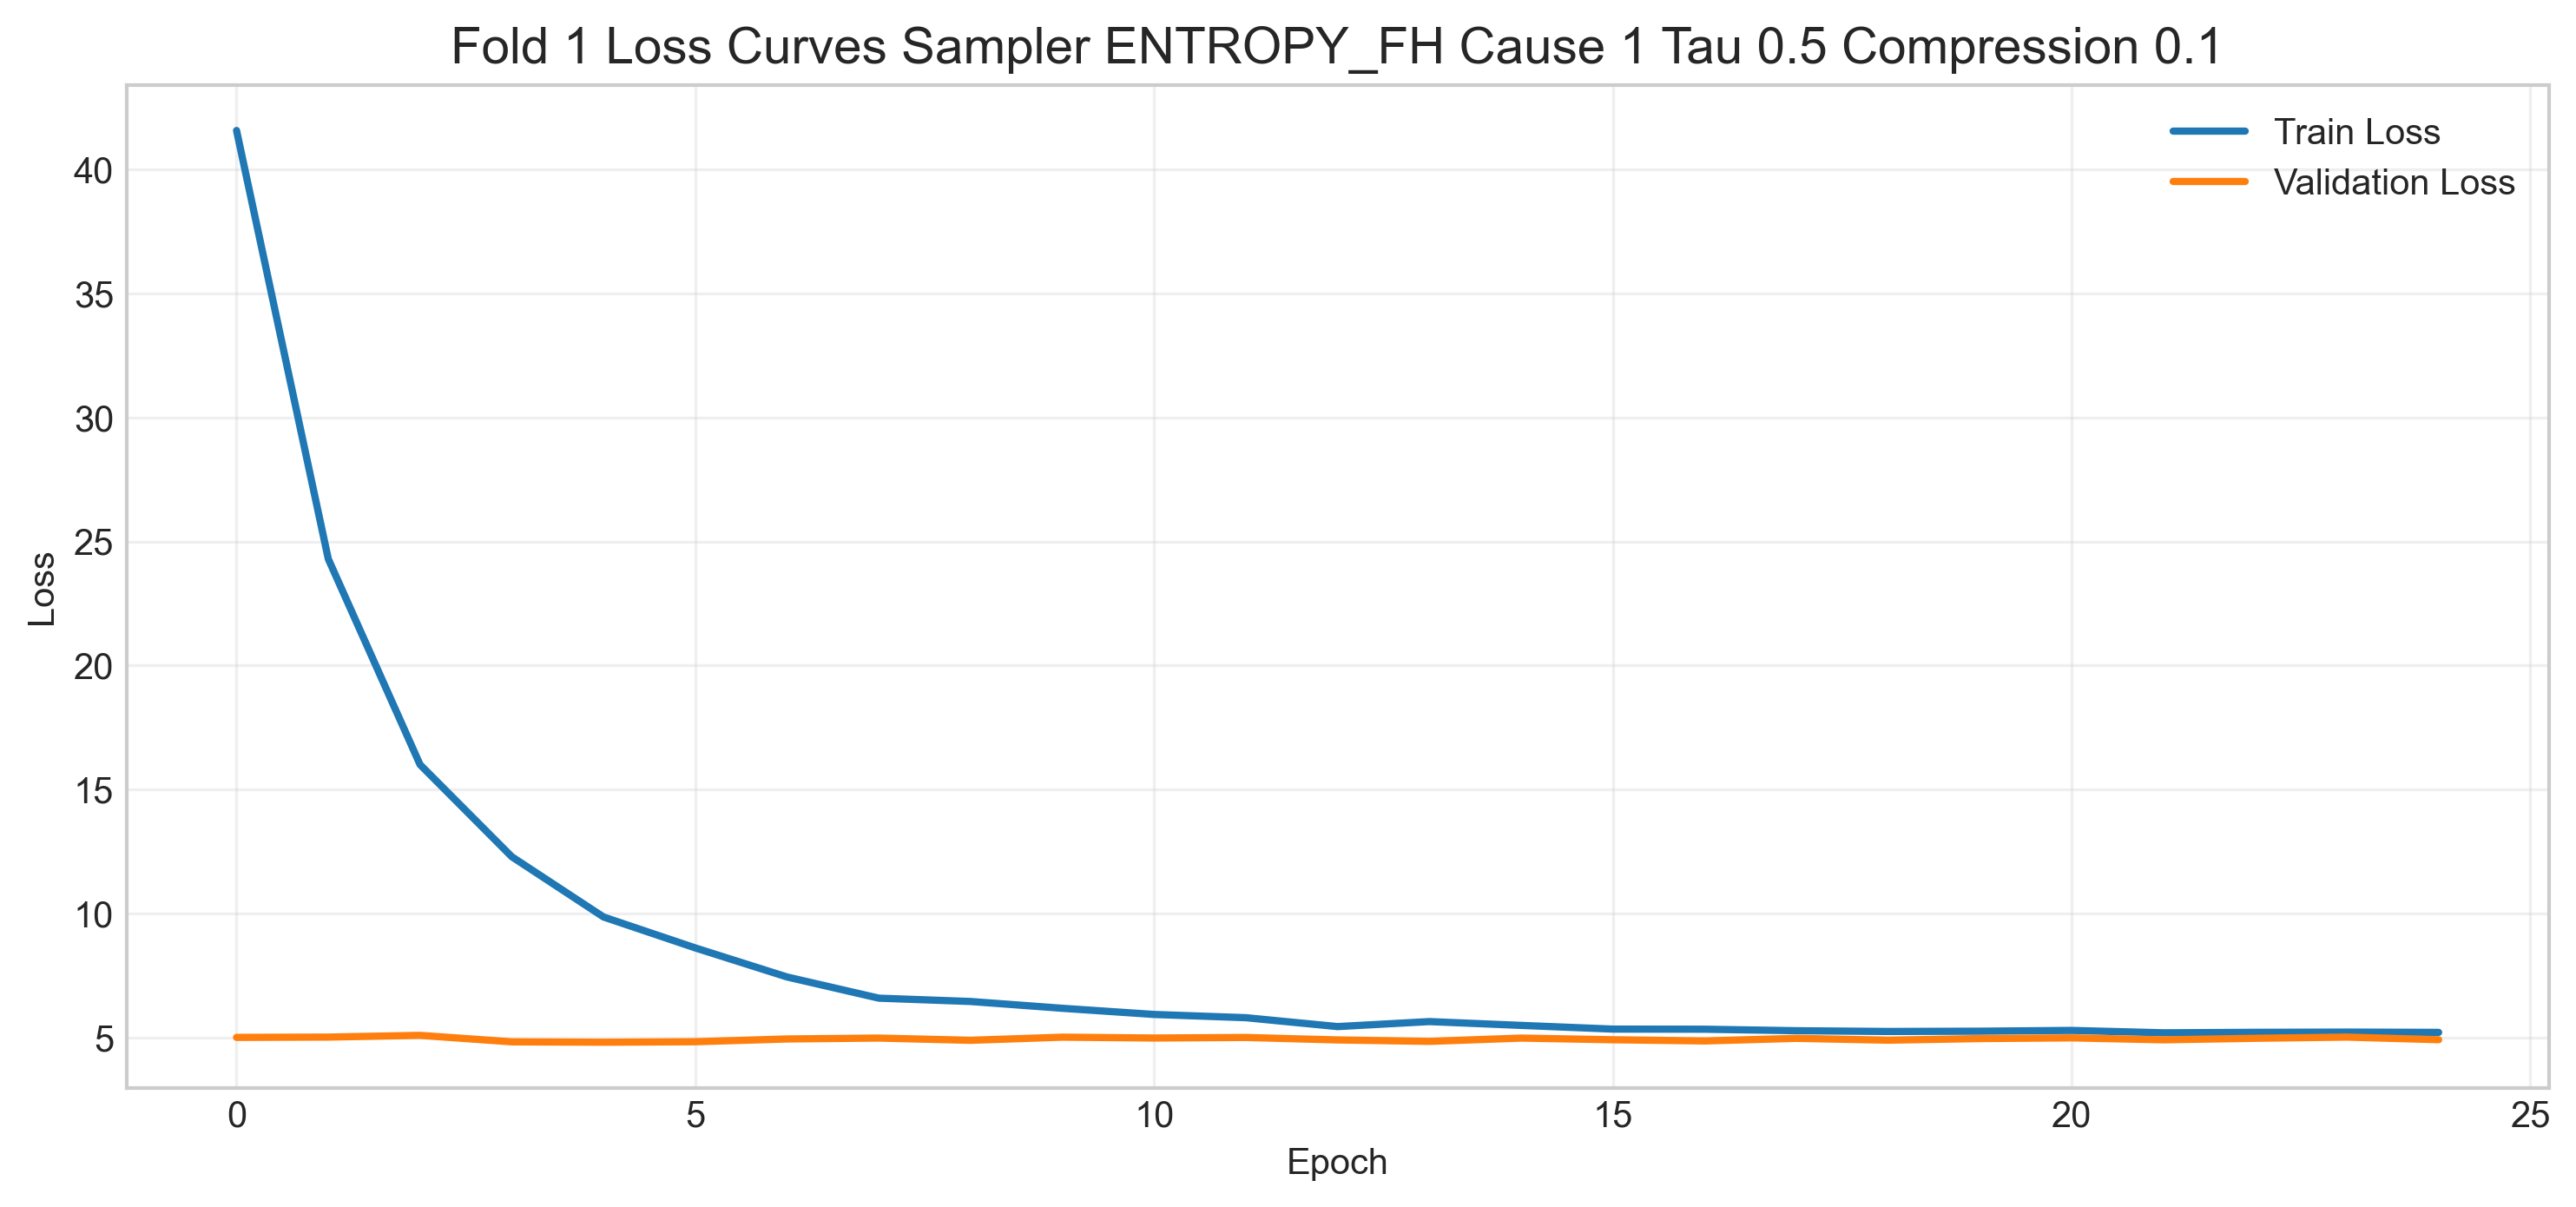 Fold 1 Loss Curves Sampler ENTROPY_FH Cause 1 Tau 0.5 Compression 0.1
Train Loss
Validation Loss
40
35
30
25
20
15
10
5
Loss
0 5 10 15 20 25
Epoch